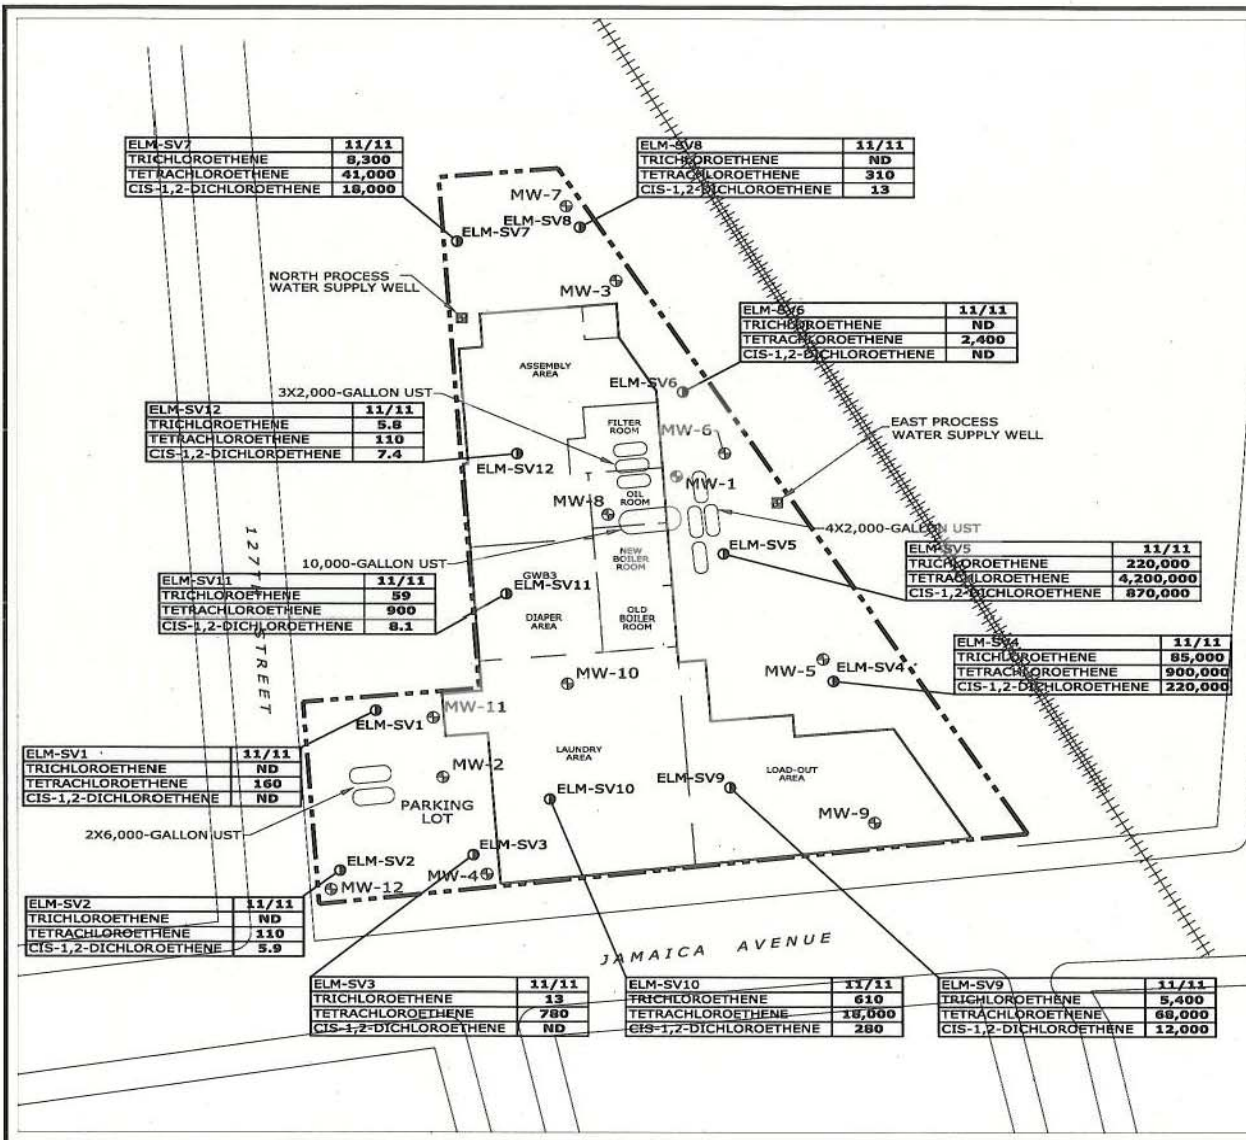 ELM-SV7 11/11
TRICHLOROETHENE 8,300
TETRACHLOROETHENE 41,000
CIS-1,2-DICHLOROETHENE 18,000
ELM-SV8 11/11
TRICHLOROETHENE ND
TETRACHLOROETHENE 310
CIS-1,2-DICHLOROETHENE 13
MW-7
ELM-SV8
ELM-SV7
NORTH PROCESS
WATER SUPPLY WELL
MW-3
ELM-SV6 11/11
TRICHLOROETHENE ND
TETRACHLOROETHENE 2,400
CIS-1,2-DICHLOROETHENE ND
ASSEMBLY
AREA
ELM-SV6
3X2,000-GALLON UST
ELM-SV12 11/11
TRICHLOROETHENE 5.8
TETRACHLOROETHENE 110
CIS-1,2-DICHLOROETHENE 7.4
FILTER
ROOM
MW-6
EAST PROCESS
WATER SUPPLY WELL
ELM-SV12
T
MW-1
OIL
ROOM
MW-8
4X2,000-GALLON UST
10,000-GALLON UST
NEW
BOILER
ROOM
ELM-SV5
ELM-SV5 11/11
TRICHLOROETHENE 220,000
TETRACHLOROETHENE 4,200,000
CIS-1,2-DICHLOROETHENE 870,000
127TH STREET
ELM-SV11 11/11
TRICHLOROETHENE 59
TETRACHLOROETHENE 900
CIS-1,2-DICHLOROETHENE 8.1
GWB3
ELM-SV11
DIAPER
AREA
OLD
BOILER
ROOM
ELM-SV4 11/11
TRICHLOROETHENE 85,000
TETRACHLOROETHENE 900,000
CIS-1,2-DICHLOROETHENE 220,000
MW-5
ELM-SV4
MW-10
MW-11
ELM-SV1
ELM-SV1 11/11
TRICHLOROETHENE ND
TETRACHLOROETHENE 160
CIS-1,2-DICHLOROETHENE ND
LAUNDRY
AREA
MW-2
ELM-SV9
LOAD-OUT
AREA
ELM-SV10
PARKING
LOT
2X6,000-GALLON UST
MW-9
ELM-SV3
ELM-SV2
MW-4
MW-12
ELM-SV2 11/11
TRICHLOROETHENE ND
TETRACHLOROETHENE 110
CIS-1,2-DICHLOROETHENE 5.9
JAMAICA AVENUE
ELM-SV3 11/11
TRICHLOROETHENE 13
TETRACHLOROETHENE 780
CIS-1,2-DICHLOROETHENE ND
ELM-SV10 11/11
TRICHLOROETHENE 610
TETRACHLOROETHENE 18,000
CIS-1,2-DICHLOROETHENE 280
ELM-SV9 11/11
TRICHLOROETHENE 5,400
TETRACHLOROETHENE 68,000
CIS-1,2-DICHLOROETHENE 12,000